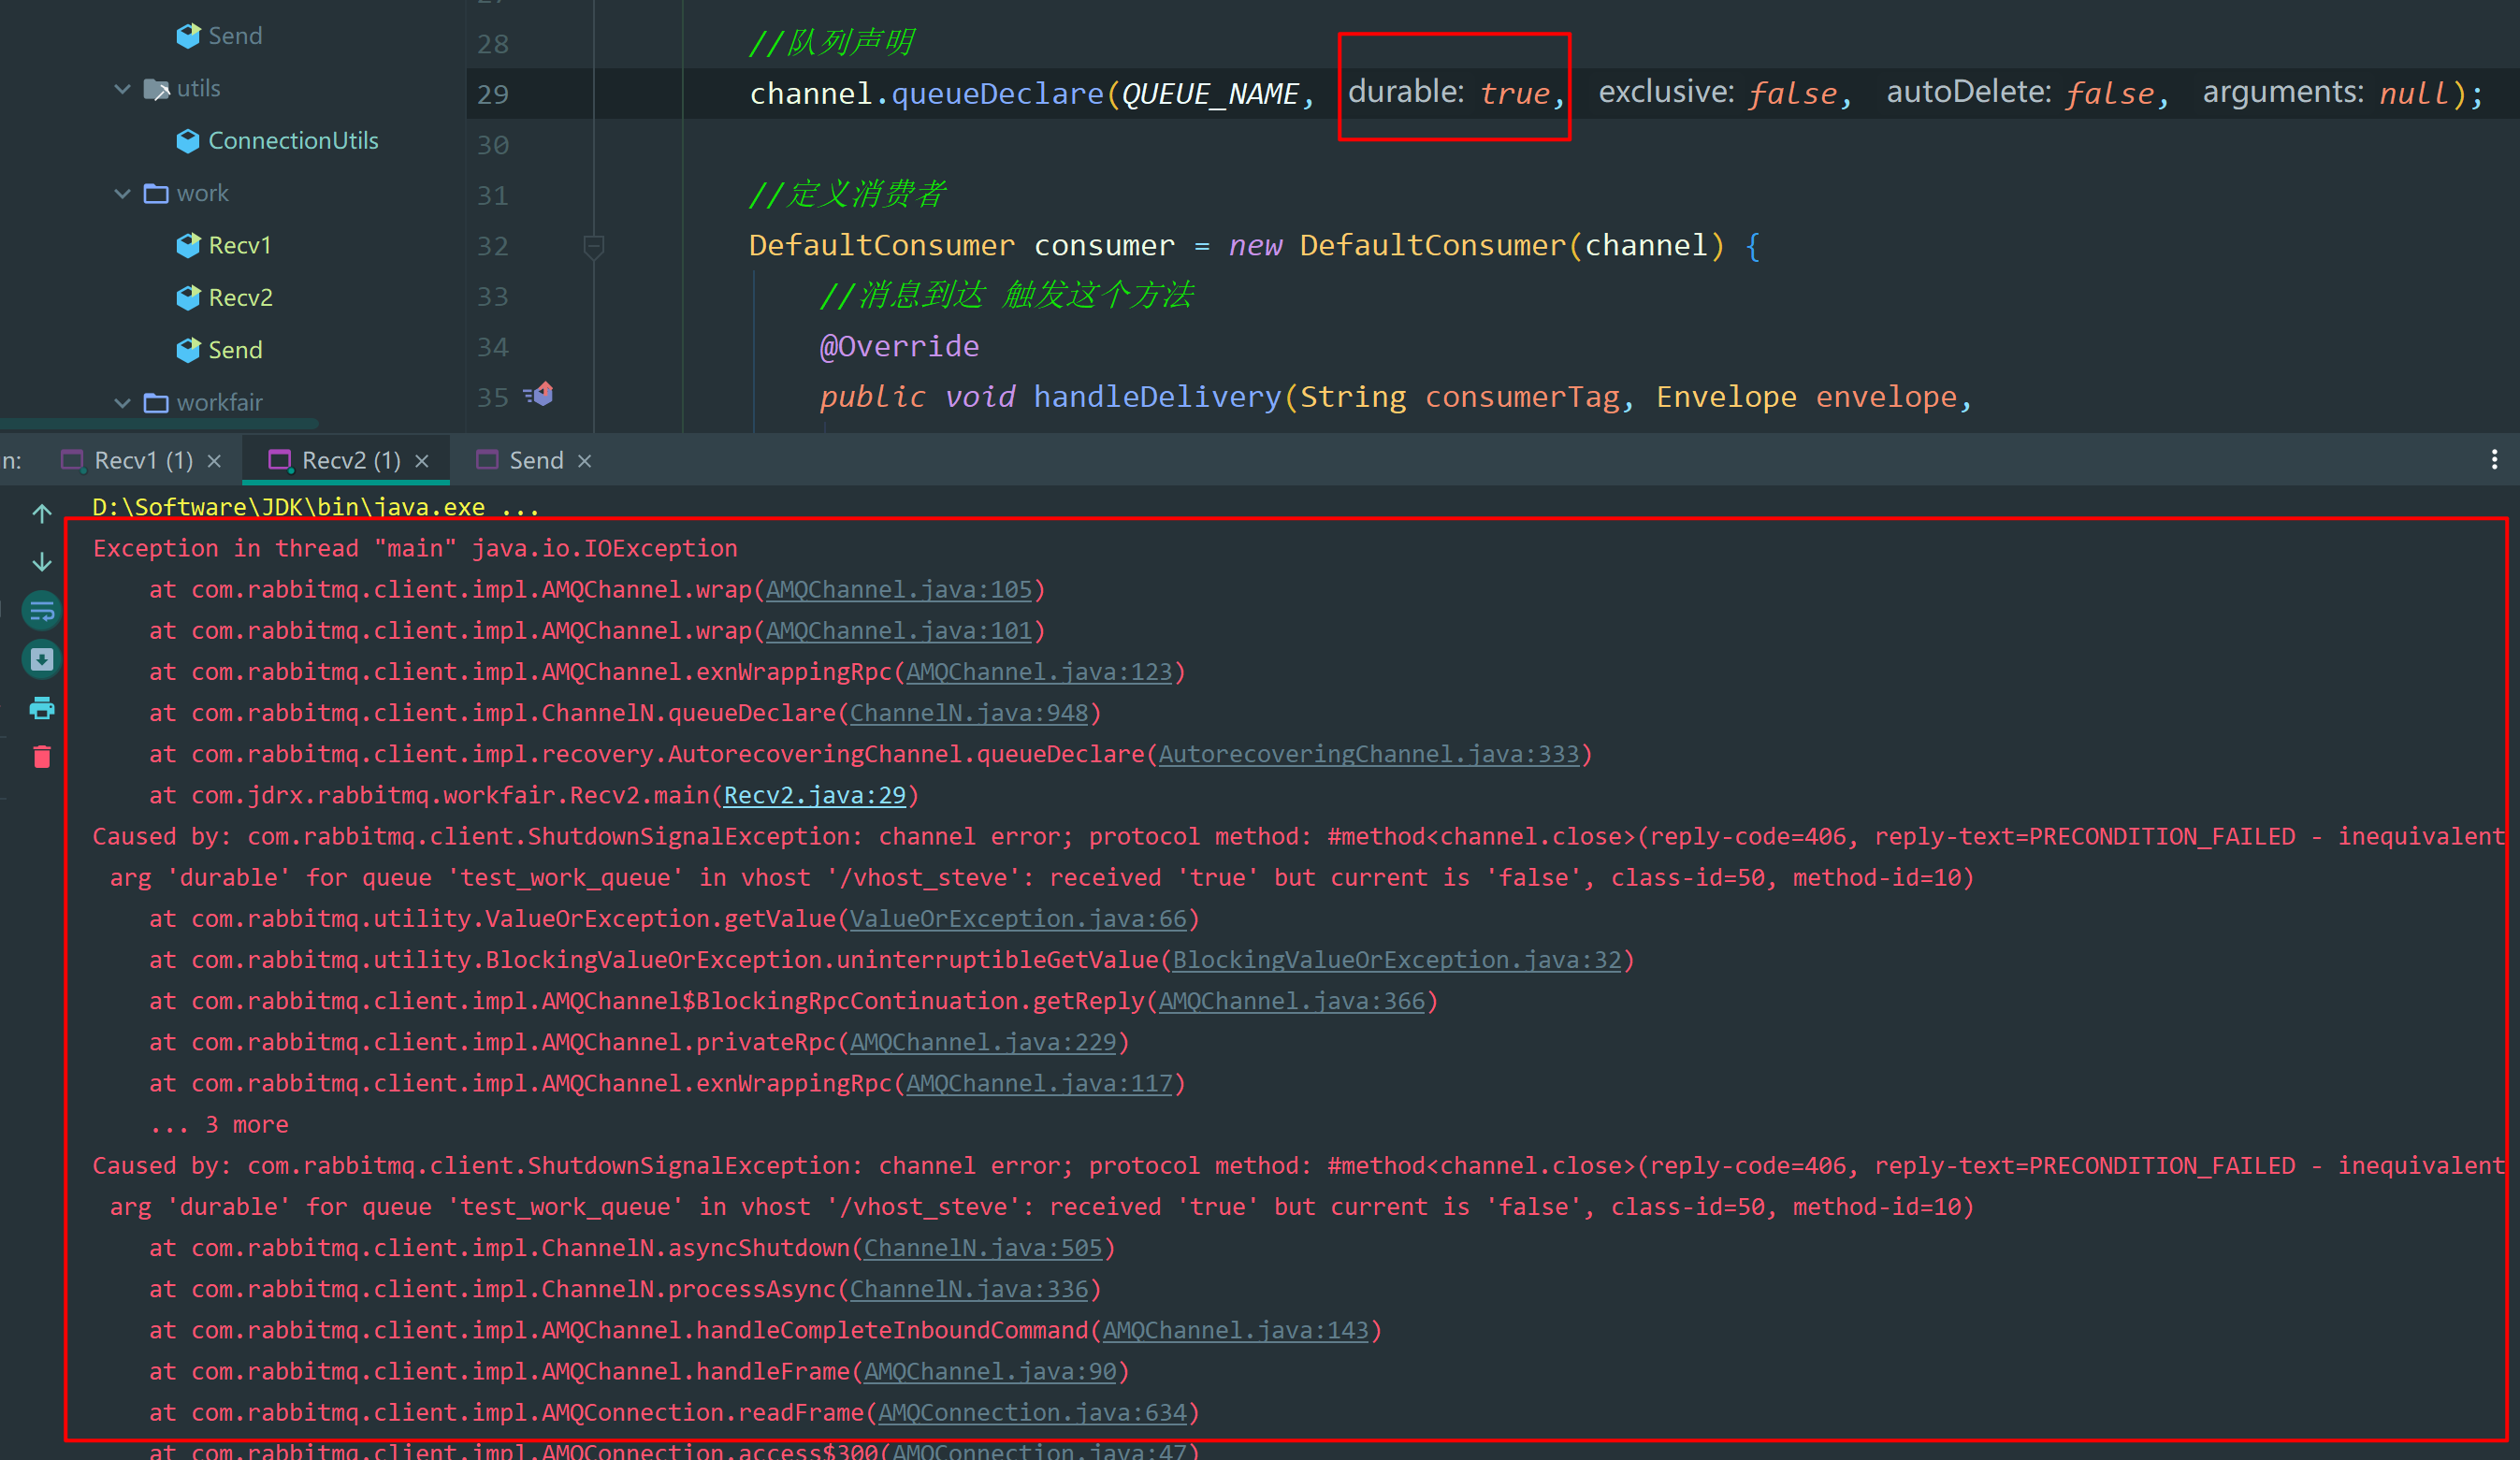 Send
utils
ConnectionUtils
work
Recv1
Recv2
Send
workfair
28 //队列声明
29 channel.queueDeclare(QUEUE_NAME, durable: true, exclusive: false, autoDelete: false, arguments: null);
30
31 //定义消费者
32 DefaultConsumer consumer = new DefaultConsumer(channel) {
33 //消息到达 触发这个方法
34 @Override
35 public void handleDelivery(String consumerTag, Envelope envelope,
n: Recv1 (1) × Recv2 (1) × Send ×
D:\Software\JDK\bin\java.exe ...
Exception in thread "main" java.io.IOException
at com.rabbitmq.client.impl.AMQChannel.wrap(AMQChannel.java:105)
at com.rabbitmq.client.impl.AMQChannel.wrap(AMQChannel.java:101)
at com.rabbitmq.client.impl.AMQChannel.exnWrappingRpc(AMQChannel.java:123)
at com.rabbitmq.client.impl.ChannelN.queueDeclare(ChannelN.java:948)
at com.rabbitmq.client.impl.recovery.AutorecoveringChannel.queueDeclare(AutorecoveringChannel.java:333)
at com.jdrx.rabbitmq.workfair.Recv2.main(Recv2.java:29)
Caused by: com.rabbitmq.client.ShutdownSignalException: channel error; protocol method: #method<channel.close>(reply-code=406, reply-text=PRECONDITION_FAILED - inequivalent
arg 'durable' for queue 'test_work_queue' in vhost '/vhost_steve': received 'true' but current is 'false', class-id=50, method-id=10)
at com.rabbitmq.utility.ValueOrException.getValue(ValueOrException.java:66)
at com.rabbitmq.utility.BlockingValueOrException.uninterruptibleGetValue(BlockingValueOrException.java:32)
at com.rabbitmq.client.impl.AMQChannel$BlockingRpcContinuation.getReply(AMQChannel.java:366)
at com.rabbitmq.client.impl.AMQChannel.privateRpc(AMQChannel.java:229)
at com.rabbitmq.client.impl.AMQChannel.exnWrappingRpc(AMQChannel.java:117)
... 3 more
Caused by: com.rabbitmq.client.ShutdownSignalException: channel error; protocol method: #method<channel.close>(reply-code=406, reply-text=PRECONDITION_FAILED - inequivalent
arg 'durable' for queue 'test_work_queue' in vhost '/vhost_steve': received 'true' but current is 'false', class-id=50, method-id=10)
at com.rabbitmq.client.impl.ChannelN.asyncShutdown(ChannelN.java:505)
at com.rabbitmq.client.impl.ChannelN.processAsync(ChannelN.java:336)
at com.rabbitmq.client.impl.AMQChannel.handleCompleteInboundCommand(AMQChannel.java:143)
at com.rabbitmq.client.impl.AMQChannel.handleFrame(AMQChannel.java:90)
at com.rabbitmq.client.impl.AMQConnection.readFrame(AMQConnection.java:634)
at com.rabbitmq.client.impl.AMQConnection.access$300(AMQConnection.java:47)